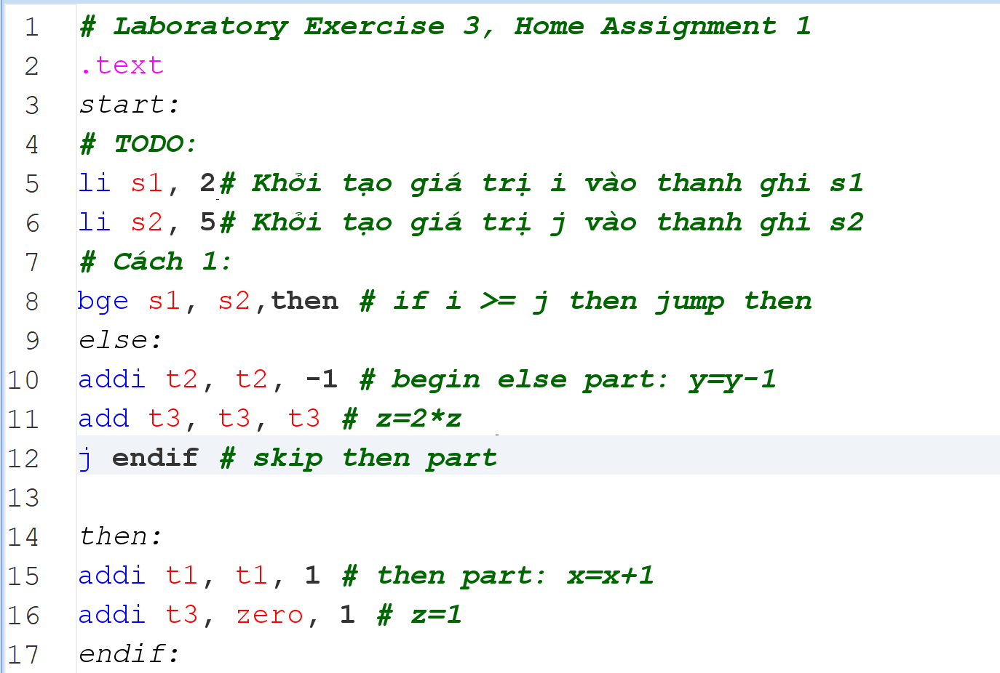 1 # Laboratory Exercise 3, Home Assignment 1
2 .text
3 start:
4 # TODO:
5 li s1, 2# Khởi tạo giá trị i vào thanh ghi s1
6 li s2, 5# Khởi tạo giá trị j vào thanh ghi s2
7 # Cách 1:
8 bge s1, s2,then # if i >= j then jump then
9 else:
10 addi t2, t2, -1 # begin else part: y=y-1
11 add t3, t3, t3 # z=2*z
12 j endif # skip then part
13
14 then:
15 addi t1, t1, 1 # then part: x=x+1
16 addi t3, zero, 1 # z=1
17 endif: